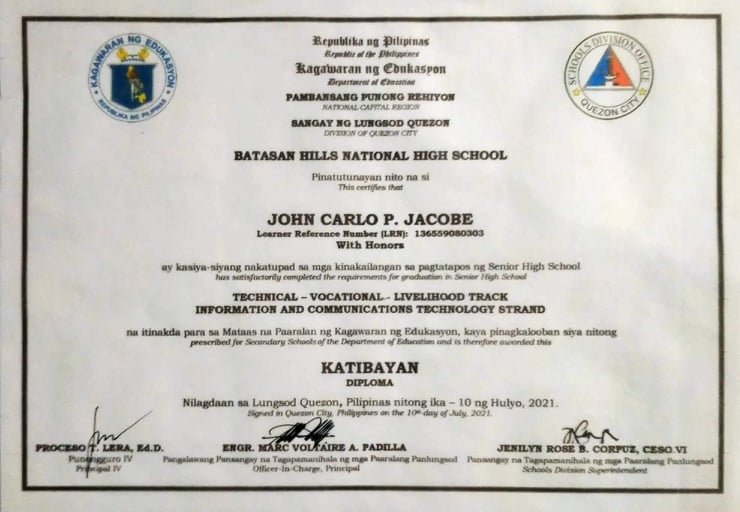 KAGAWARAN NG EDUKASYON
REPUBLIKA NG PILIPINAS
SCHOOLS DIVISION OFFICE
QUEZON CITY
Republika ng Pilipinas
Republic of the Philippines
Kagawaran ng Edukasyon
Department of Education
PAMBANSANG PUNONG REHIYON
NATIONAL CAPITAL REGION
SANGAY NG LUNGSOD QUEZON
DIVISION OF QUEZON CITY
BATASAN HILLS NATIONAL HIGH SCHOOL
Pinatutunayan nito na si
This certifies that
JOHN CARLO P. JACOBE
Learner Reference Number (LRN): 136559080303
With Honors
ay kasiya-siyang nakatupad sa mga kinakailangan sa pagtatapos ng Senior High School
has satisfactorily completed the requirements for graduation in Senior High School
TECHNICAL – VOCATIONAL - LIVELIHOOD TRACK
INFORMATION AND COMMUNICATIONS TECHNOLOGY STRAND
na itinakda para sa Mataas na Paaralan ng Kagawaran ng Edukasyon, kaya pinagkalooban siya nitong
prescribed for Secondary Schools of the Department of Education and is therefore awarded this
KATIBAYAN
DIPLOMA
Nilagdaan sa Lungsod Quezon, Pilipinas nitong ika – 10 ng Hulyo, 2021.
Signed in Quezon City, Philippines on the 10th day of July, 2021.
PROCESO T. LERA, Ed.D.
Punungguro IV
Principal IV
ENGR. MARC VOLTAIRE A. PADILLA
Pangalawang Pansangay na Tagapamanihala ng mga Paaralang Panlungsod
Officer-In-Charge, Principal
JENILYN ROSE B. CORPUZ, CESO VI
Pansangay na Tagapamanihala ng mga Paaralang Panlungsod
Schools Division Superintendent